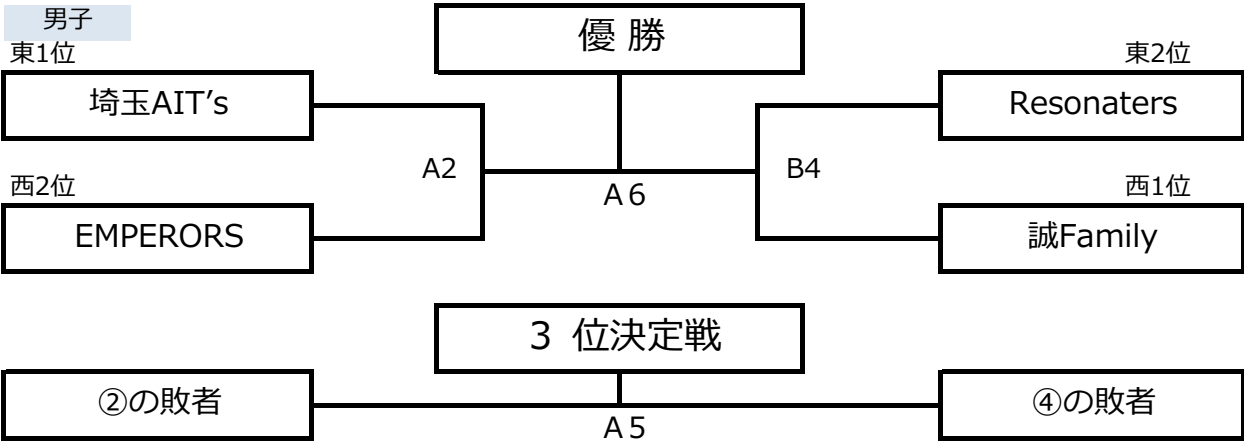 男子
優 勝
東1位
東2位
埼玉AIT’s
Resonaters
A2
B4
A６
西2位
西1位
EMPERORS
誠Family
３ 位決定戦
②の敗者
④の敗者
A５